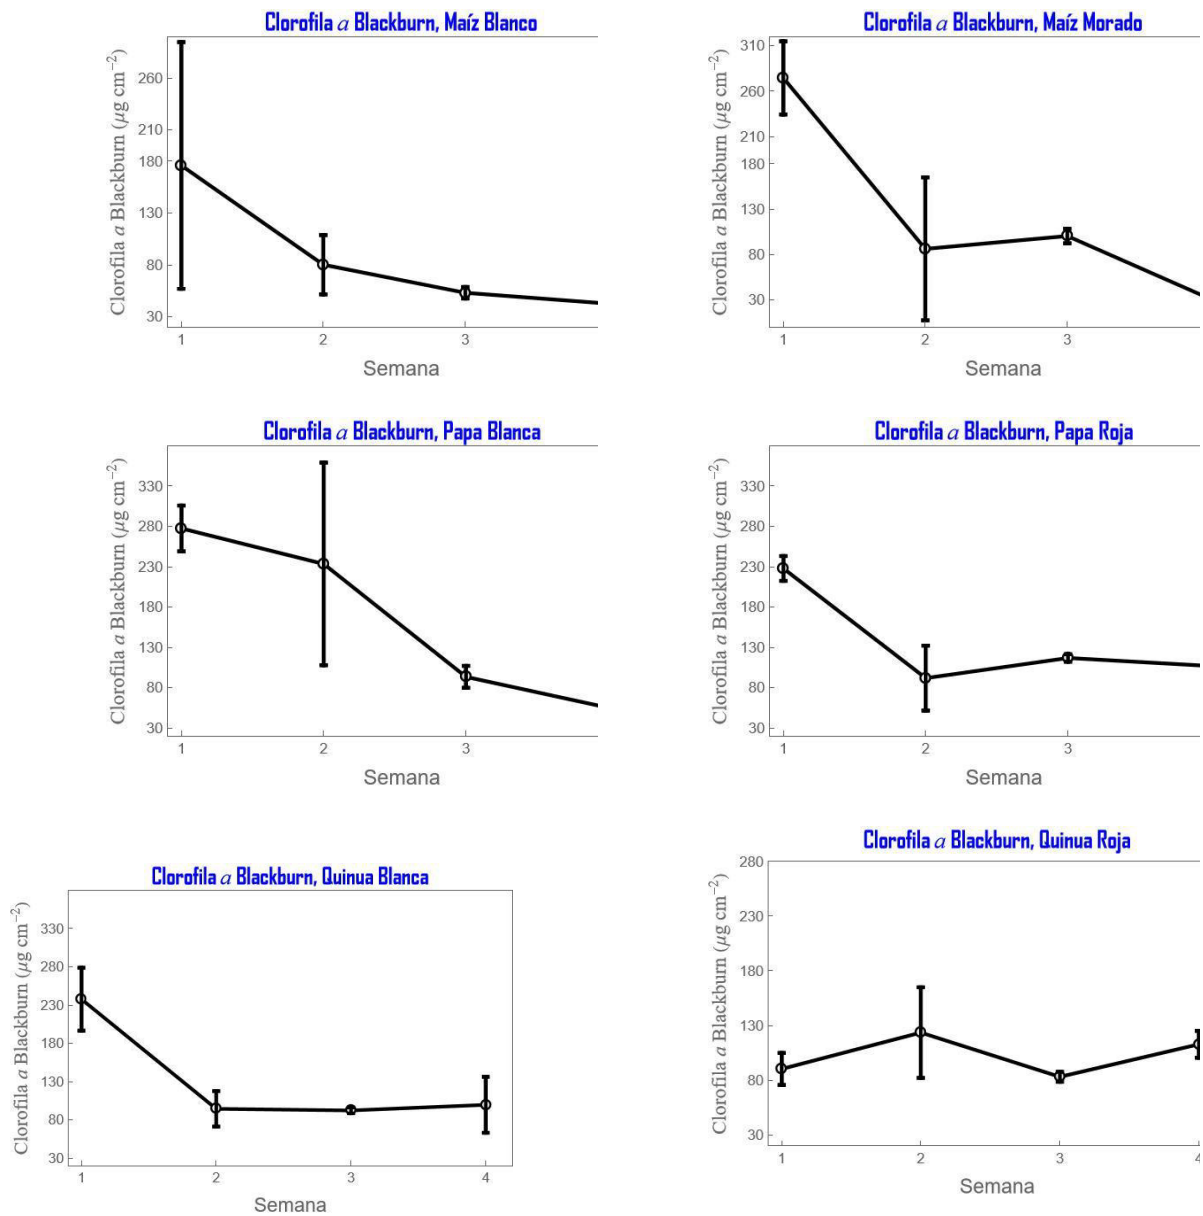 Clorofila a Blackburn, Maíz Blanco
Clorofila a Blackburn (μg cm⁻²)
260
210
180
130
80
30
1 2 3
Semana
Clorofila a Blackburn, Maíz Morado
Clorofila a Blackburn (μg cm⁻²)
310
260
210
180
130
80
30
1 2 3
Semana
Clorofila a Blackburn, Papa Blanca
Clorofila a Blackburn (μg cm⁻²)
330
280
230
180
130
80
30
1 2 3
Semana
Clorofila a Blackburn, Papa Roja
Clorofila a Blackburn (μg cm⁻²)
330
280
230
180
130
80
30
1 2 3
Semana
Clorofila a Blackburn, Quinua Blanca
Clorofila a Blackburn (μg cm⁻²)
330
280
230
180
130
80
30
1 2 3 4
Semana
Clorofila a Blackburn, Quinua Roja
Clorofila a Blackburn (μg cm⁻²)
280
230
180
130
80
30
1 2 3 4
Semana